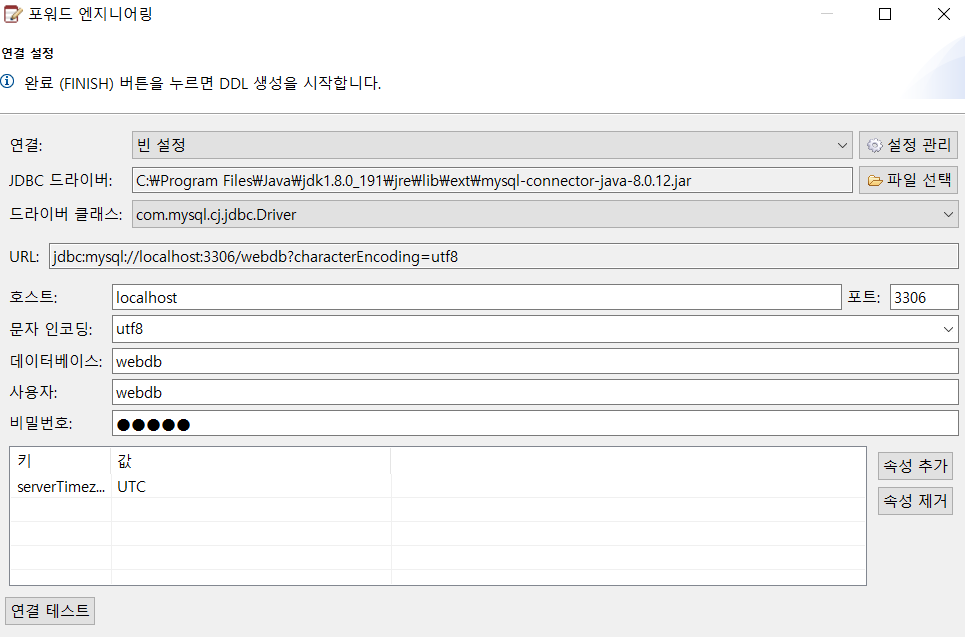 포워드 엔지니어링
연결 설정
완료 (FINISH) 버튼을 누르면 DDL 생성을 시작합니다.
연결: 빈 설정 설정 관리
JDBC 드라이버: C:₩Program Files₩Java₩jdk1.8.0_191₩jre₩lib₩ext₩mysql-connector-java-8.0.12.jar 파일 선택
드라이버 클래스: com.mysql.cj.jdbc.Driver
URL: jdbc:mysql://localhost:3306/webdb?characterEncoding=utf8
호스트: localhost 포트: 3306
문자 인코딩: utf8
데이터베이스: webdb
사용자: webdb
비밀번호: ●●●●●
키 값
속성 추가
serverTimez... UTC
속성 제거
연결 테스트